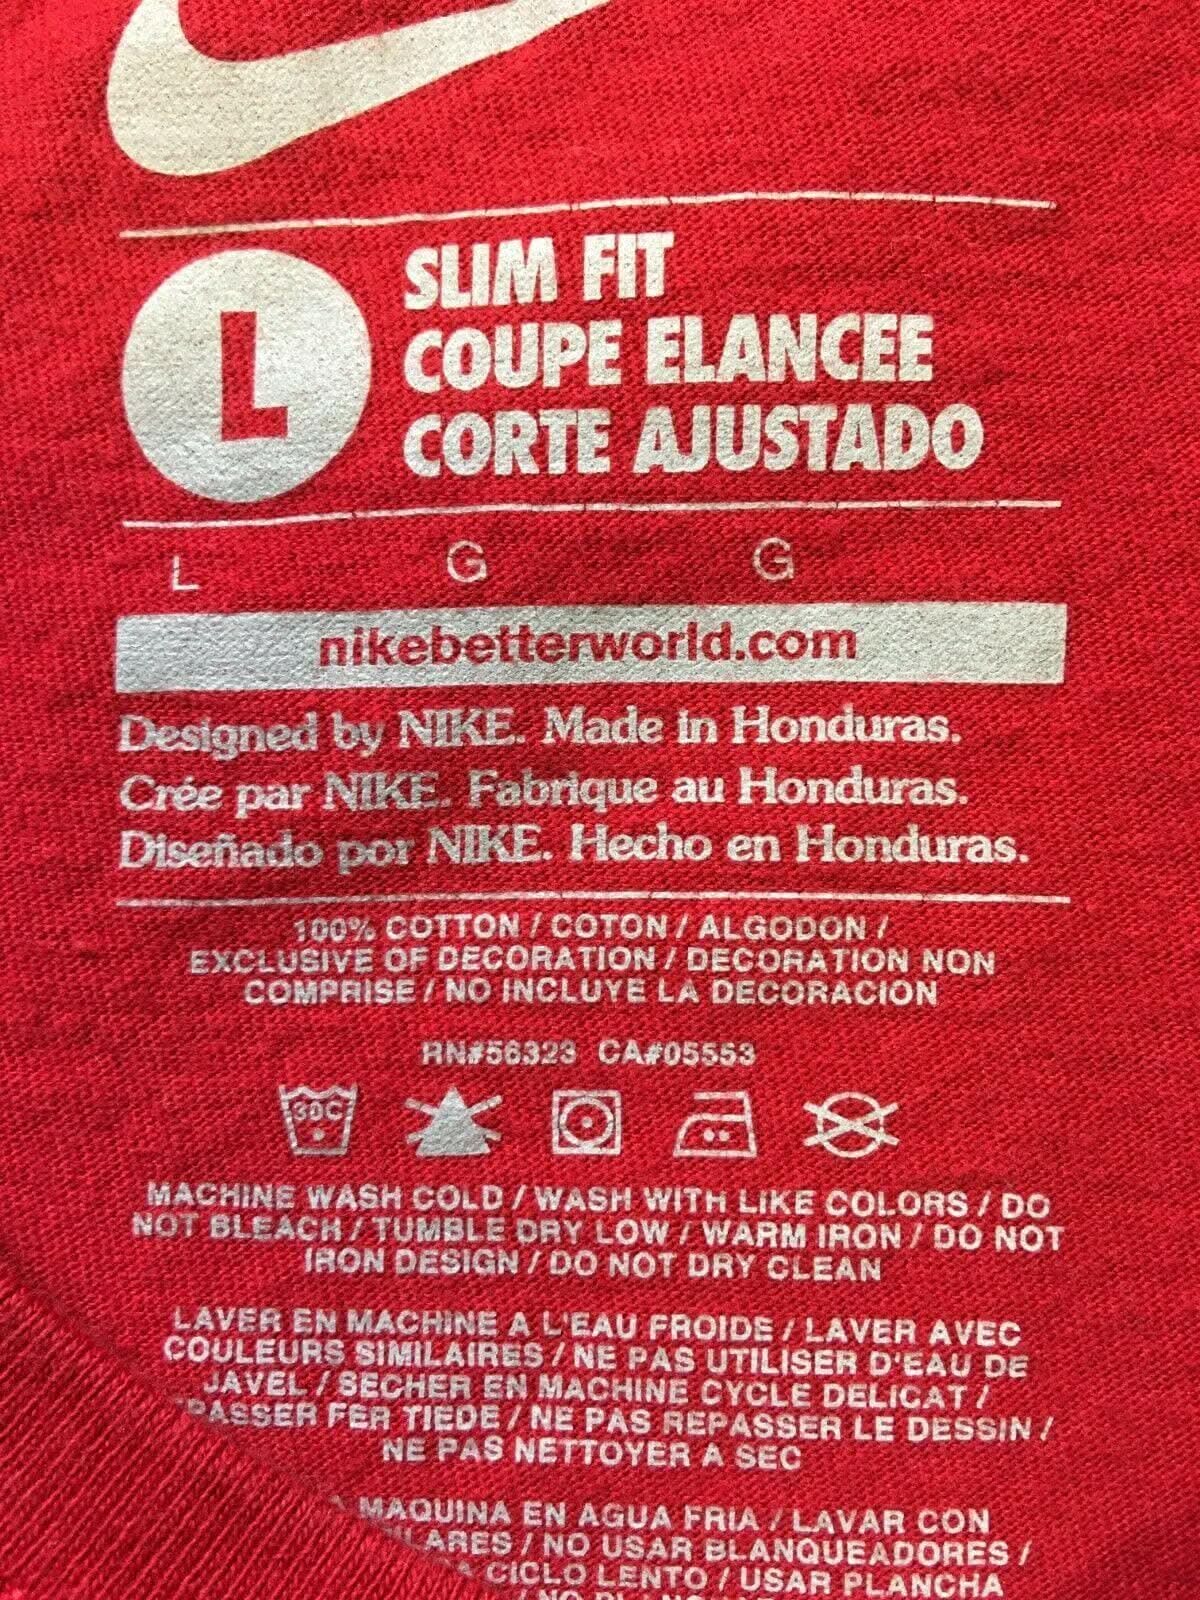 L
SLIM FIT
COUPE ELANCEE
CORTE AJUSTADO
L G G
nikebetterworld.com
Designed by NIKE. Made in Honduras.
Crée par NIKE. Fabrique au Honduras.
Diseñado por NIKE. Hecho en Honduras.
100% COTTON / COTON / ALGODON /
EXCLUSIVE OF DECORATION / DECORATION NON
COMPRISE / NO INCLUYE LA DECORACION
RN#56323 CA#05553
30C
MACHINE WASH COLD / WASH WITH LIKE COLORS / DO
NOT BLEACH / TUMBLE DRY LOW / WARM IRON / DO NOT
IRON DESIGN / DO NOT DRY CLEAN
LAVER EN MACHINE A L'EAU FROIDE / LAVER AVEC
COULEURS SIMILAIRES / NE PAS UTILISER D'EAU DE
JAVEL / SECHER EN MACHINE CYCLE DELICAT /
FER TIEDE / NE PAS REPASSER LE DESSIN /
NE PAS NETTOYER A SEC
MAQUINA EN AGUA FRIA / LAVAR CON
/ NO USAR BLANQUEADORES /
CICLO LENTO / USAR PLANCHA